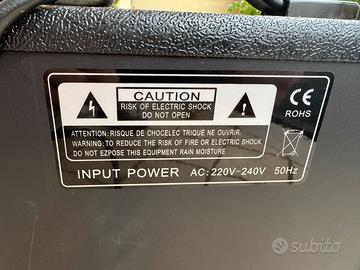 CAUTION
RISK OF ELECTRIC SHOCK
DO NOT OPEN
CE
ROHS
ATTENTION: RISQUE DE CHOCELEC TRIQUE NE OUVRIR.
WARNING: TO REDUCE THE RISK OF FIRE OR ELECTRIC SHOCK
DO NOT EZPOSE THIS EQUIPMENT RAIN MOISTURE
INPUT POWER AC: 220V-240V 50Hz
subito